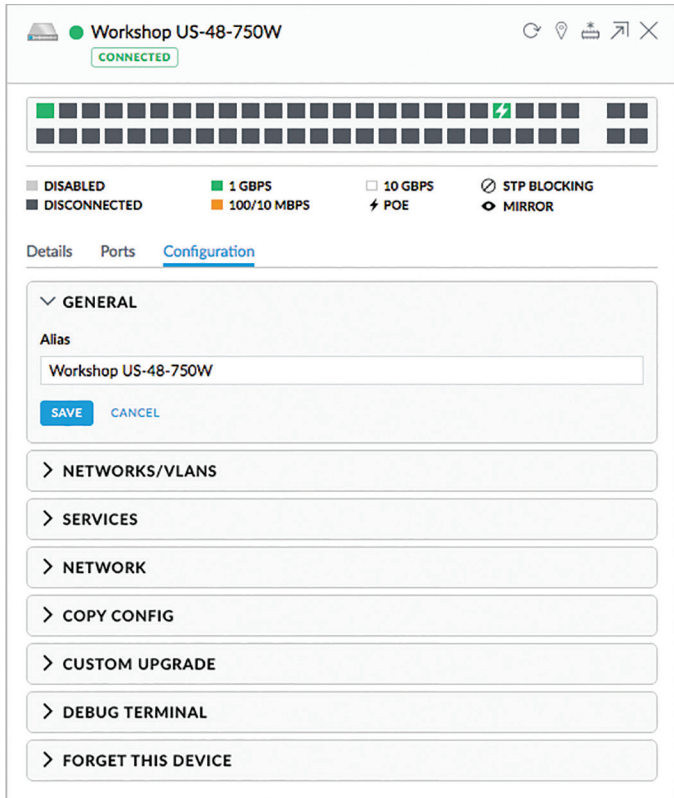 Workshop US-48-750W
CONNECTED
DISABLED 1 GBPS 10 GBPS STP BLOCKING
DISCONNECTED 100/10 MBPS POE MIRROR
Details Ports Configuration
GENERAL
Alias
Workshop US-48-750W
SAVE CANCEL
NETWORKS/VLANS
SERVICES
NETWORK
COPY CONFIG
CUSTOM UPGRADE
DEBUG TERMINAL
FORGET THIS DEVICE